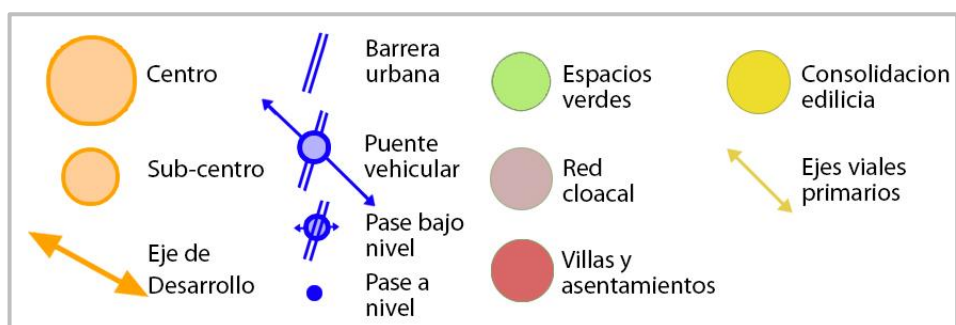 Centro
Sub-centro
Eje de
Desarrollo
Barrera
urbana
Puente
vehicular
Pase bajo
nivel
Pase a
nivel
Espacios
verdes
Red
cloacal
Villas y
asentamientos
Consolidacion
edilicia
Ejes viales
primarios